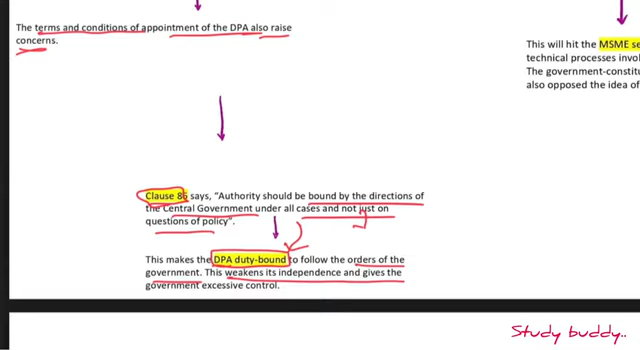 The terms and conditions of appointment of the DPA also raise
concerns.
This will hit the MSME se
technical processes invol
The government-constitu
also opposed the idea of
Clause 86 says, "Authority should be bound by the directions of
the Central Government under all cases and not just on
questions of policy".
This makes the DPA duty-bound to follow the orders of the
government. This weakens its independence and gives the
government excessive control.
Study buddy..